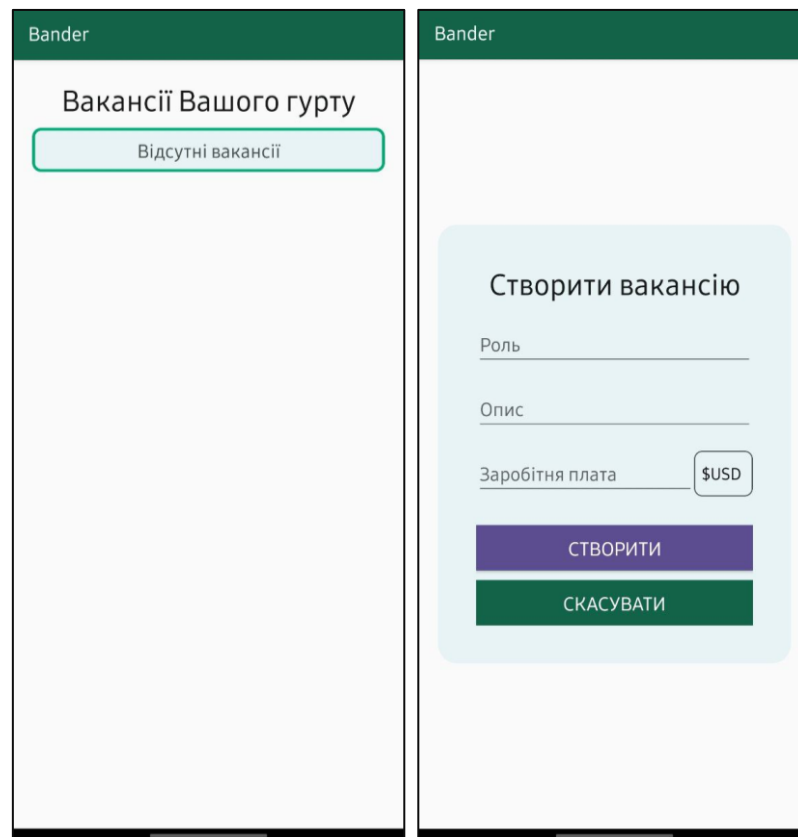 Bander
Вакансії Вашого гурту
Відсутні вакансії
Bander
Створити вакансію
Роль
Опис
Заробітня плата
$USD
СТВОРИТИ
СКАСУВАТИ